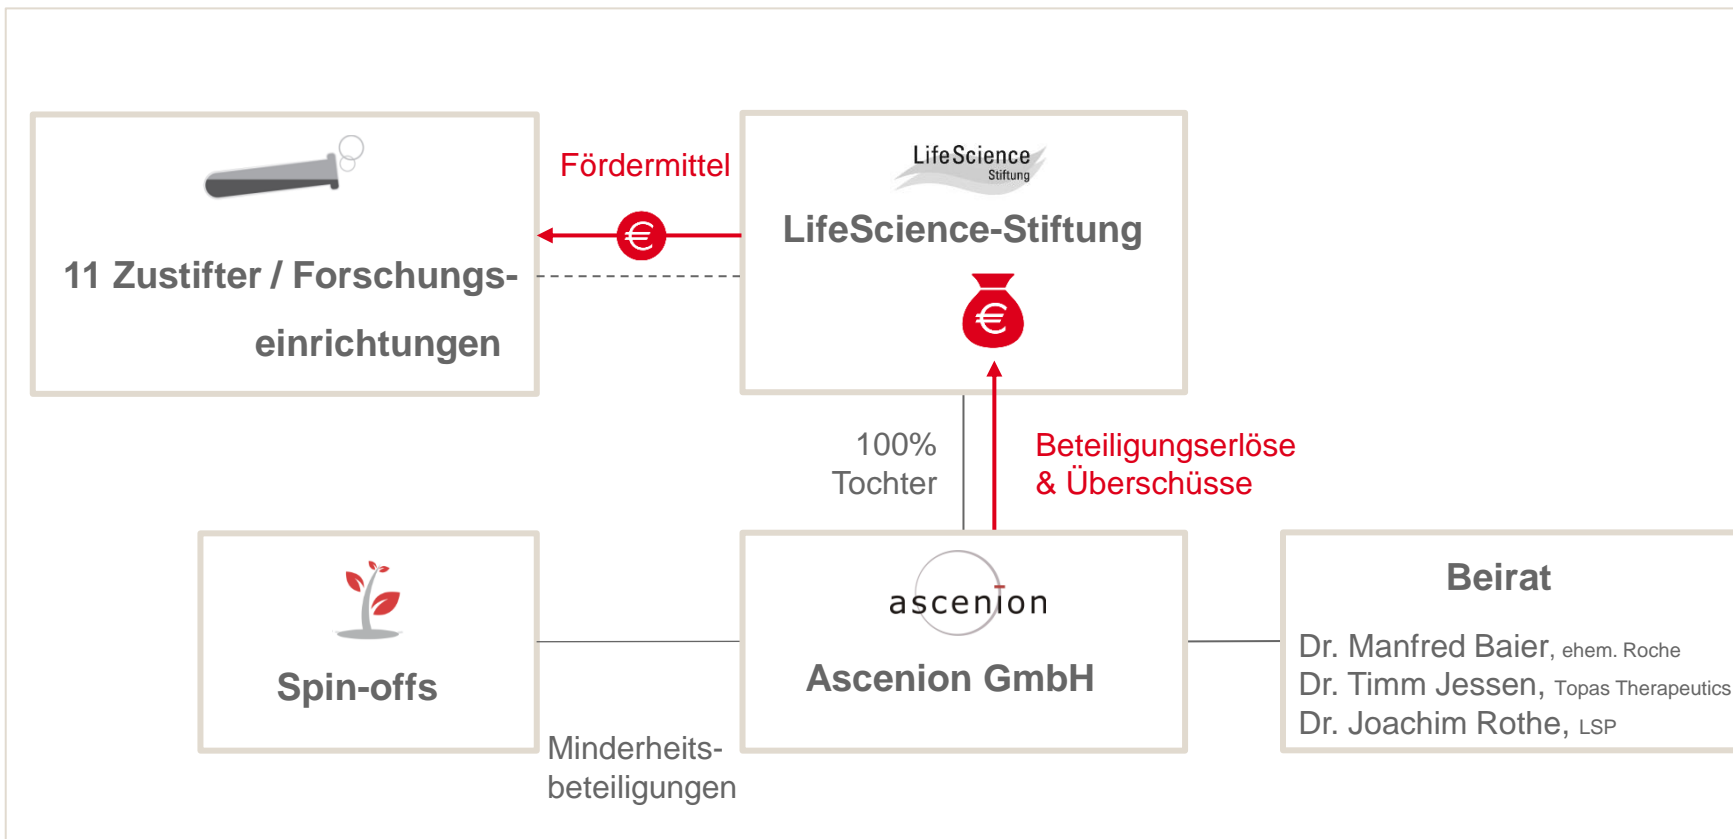 11 Zustifter / Forschungs-
einrichtungen
Fördermittel
€
LifeScience
Stiftung
LifeScience-Stiftung
€
100%
Tochter
Beteiligungserlöse
& Überschüsse
Spin-offs
Minderheits-
beteiligungen
ascenion
Ascenion GmbH
Beirat
Dr. Manfred Baier, ehem. Roche
Dr. Timm Jessen, Topas Therapeutics
Dr. Joachim Rothe, LSP